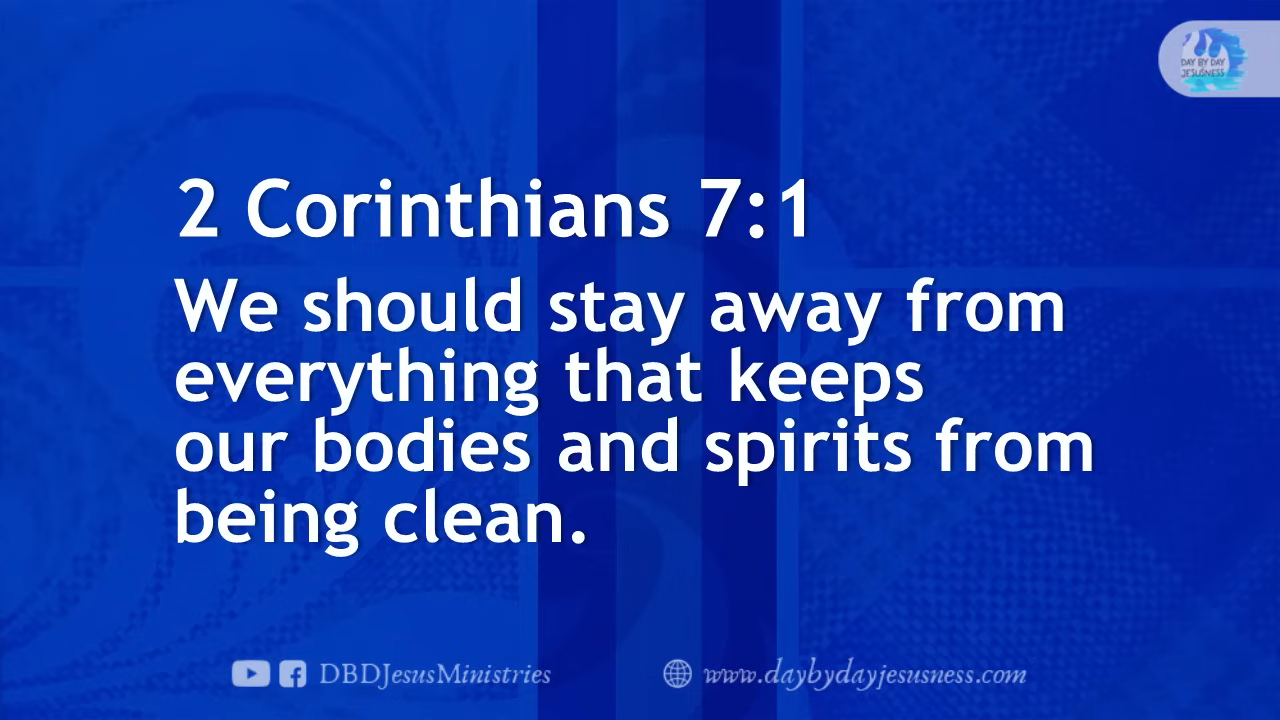 DAY BY DAY
JESUSNESS
2 Corinthians 7:1
We should stay away from
everything that keeps
our bodies and spirits from
being clean.
DBDJesusMinistries
www.daybydayjesusness.com